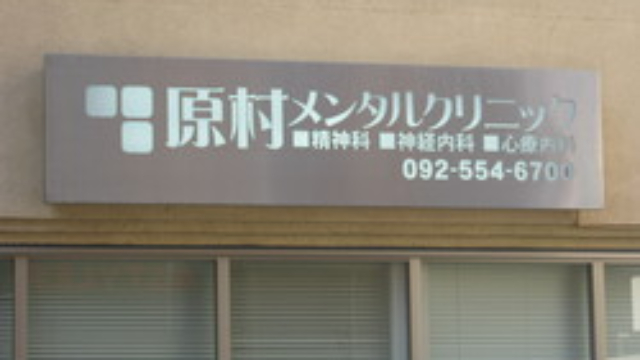 原村メンタルクリニック
■精神科 ■神経内科 ■心療内科
092-554-6700